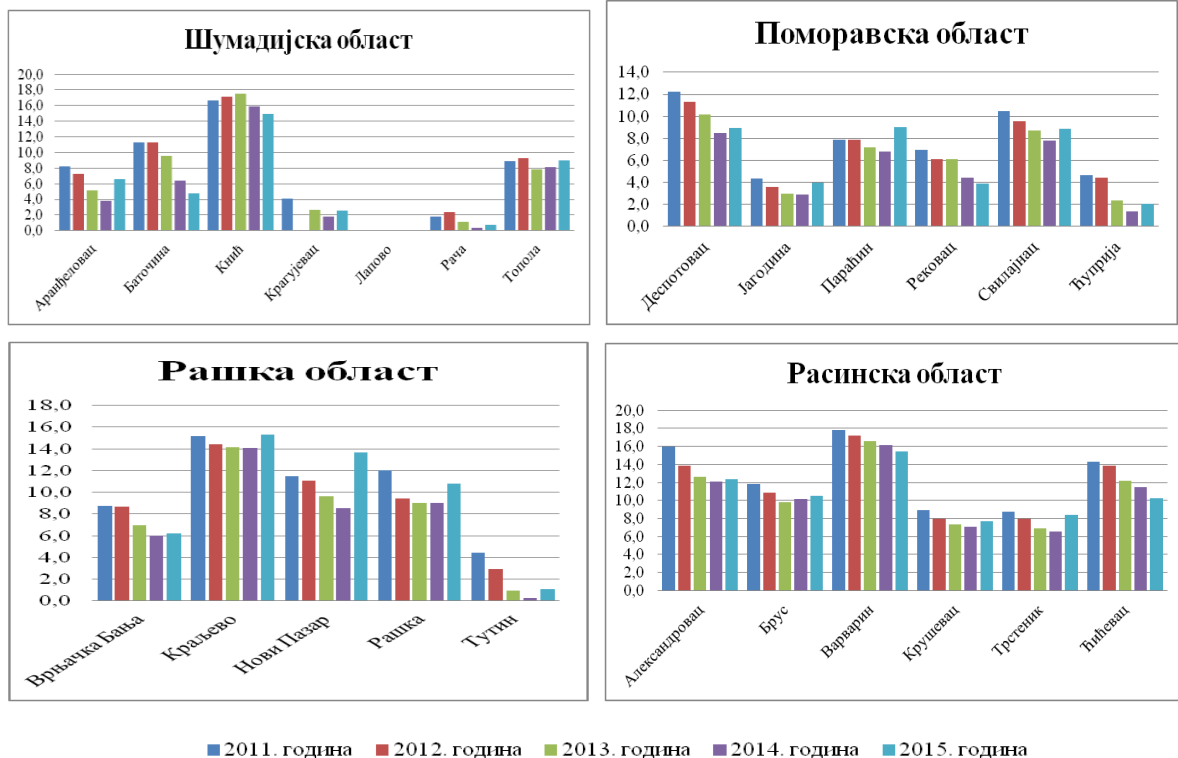 Шумадијска област
20,0
18,0
16,0
14,0
12,0
10,0
8,0
6,0
4,0
2,0
0,0
Аранђеловац
Баточина
Кнић
Крагујевац
Лапово
Рача
Топола
Поморавска област
14,0
12,0
10,0
8,0
6,0
4,0
2,0
0,0
Деспотовац
Јагодина
Параћин
Рековац
Свилајнац
Ћуприја
Рашка област
18,0
16,0
14,0
12,0
10,0
8,0
6,0
4,0
2,0
0,0
Врњачка Бања
Краљево
Нови Пазар
Рашка
Тутин
Расинска област
20,0
18,0
16,0
14,0
12,0
10,0
8,0
6,0
4,0
2,0
0,0
Александровац
Брус
Варварин
Крушевац
Трстеник
Ћићевац
2011. година 2012. година 2013. година 2014. година 2015. година